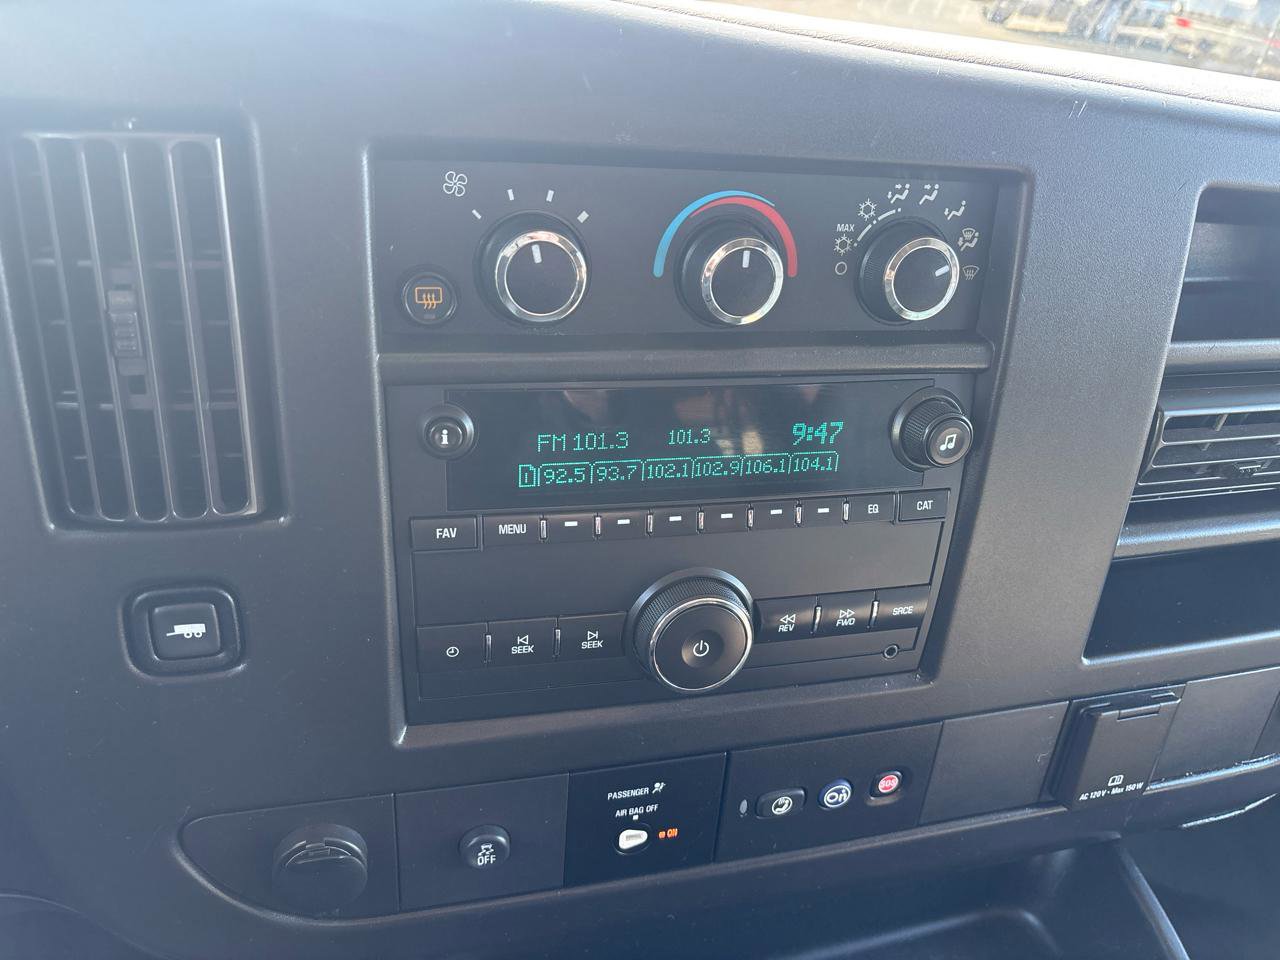 MAX
i
FM 101.3 101.3 9:47
1 92.5 93.7 102.1 102.9 106.1 104.1
FAV MENU EQ CAT
SEEK SEEK REV FWD SRCE
PASSENGER
AIR BAG OFF
ON
OFF
On SOS
AC 120V - Max 150W